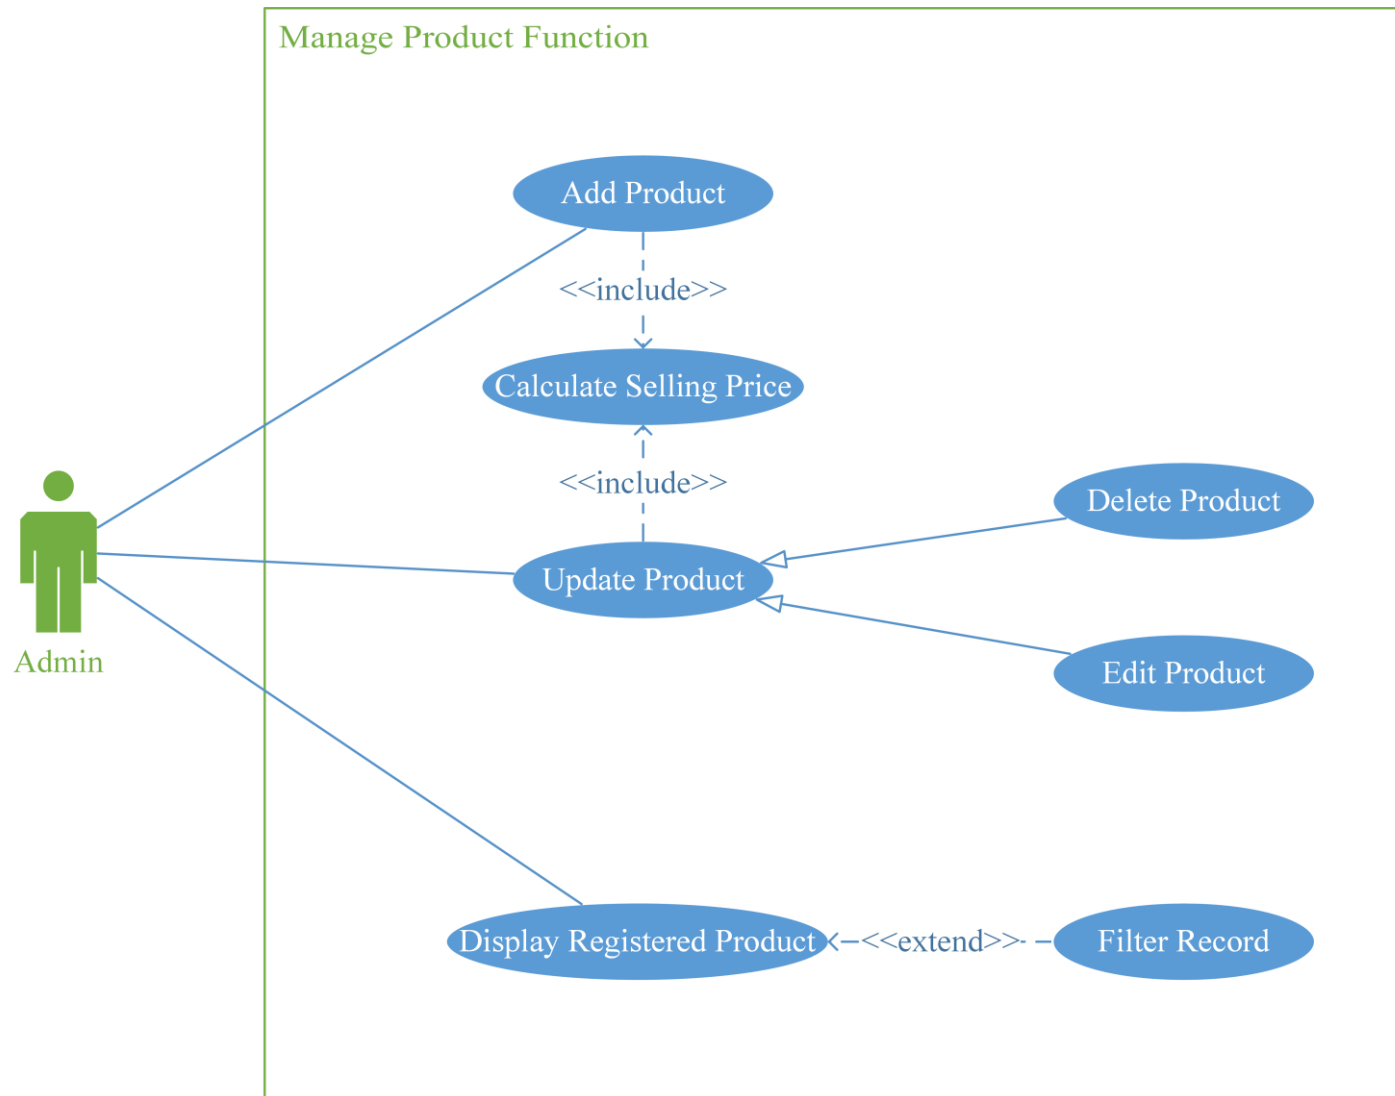 Manage Product Function
Add Product
<<include>>
Calculate Selling Price
<<include>>
Delete Product
Update Product
Admin
Edit Product
Display Registered Product
<<extend>>
Filter Record